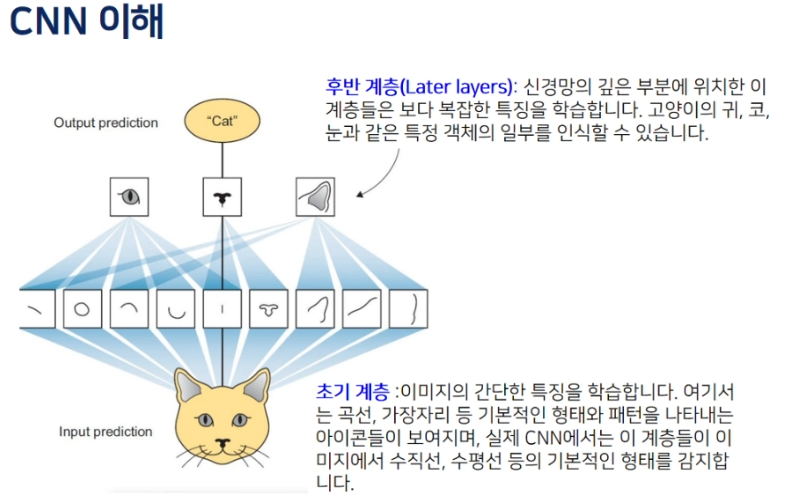 CNN 이해
후반 계층(Later layers): 신경망의 깊은 부분에 위치한 이
계층들은 보다 복잡한 특징을 학습합니다. 고양이의 귀, 코,
눈과 같은 특정 객체의 일부를 인식할 수 있습니다.
Output prediction
"Cat"
초기 계층 :이미지의 간단한 특징을 학습합니다. 여기서
는 곡선, 가장자리 등 기본적인 형태와 패턴을 나타내는
아이콘들이 보여지며, 실제 CNN에서는 이 계층들이 이
미지에서 수직선, 수평선 등의 기본적인 형태를 감지합
니다.
Input prediction